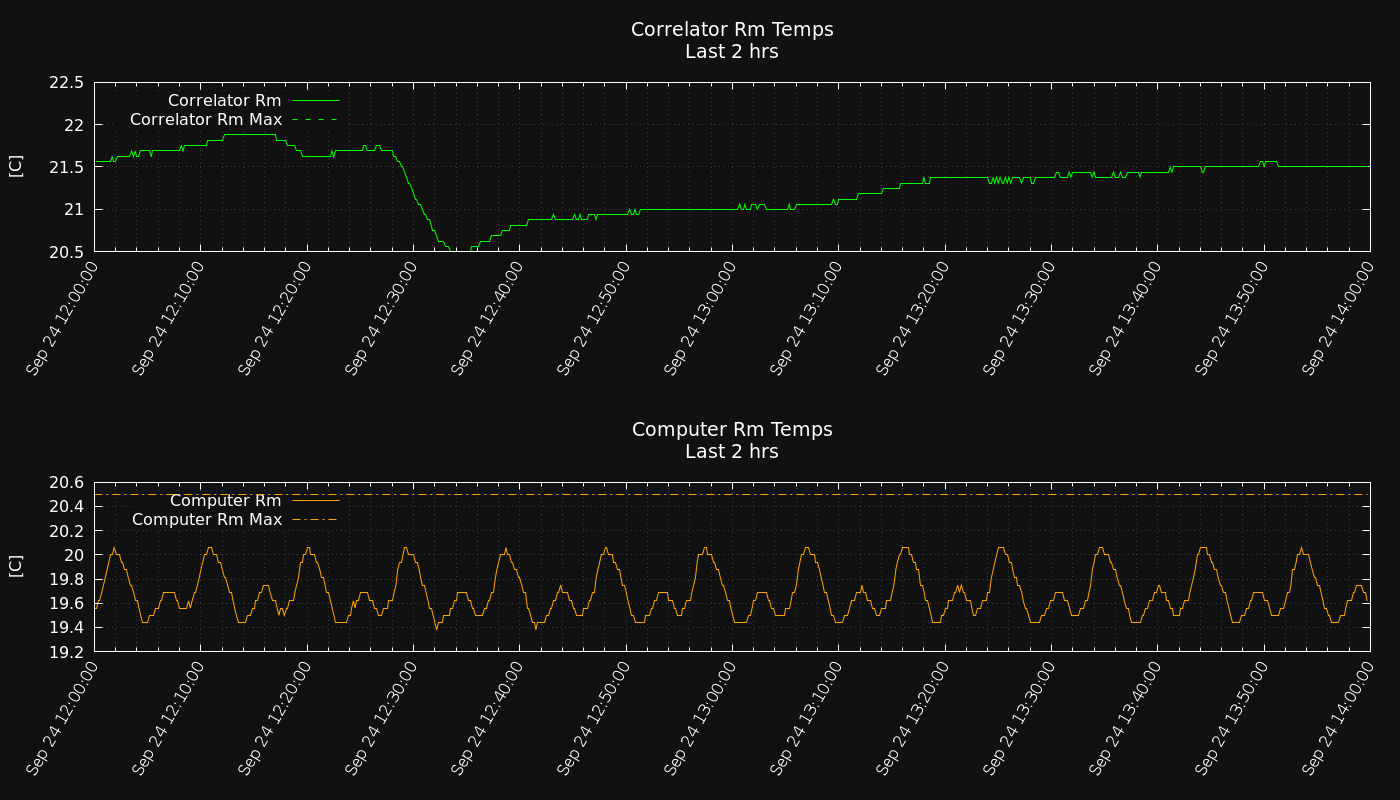 Correlator Rm Temps
Last 2 hrs
[C]
22.5
22
21.5
21
20.5
Correlator Rm
Correlator Rm Max
Sep 24 12:00:00
Sep 24 12:10:00
Sep 24 12:20:00
Sep 24 12:30:00
Sep 24 12:40:00
Sep 24 12:50:00
Sep 24 13:00:00
Sep 24 13:10:00
Sep 24 13:20:00
Sep 24 13:30:00
Sep 24 13:40:00
Sep 24 13:50:00
Sep 24 14:00:00
Computer Rm Temps
Last 2 hrs
[C]
20.6
20.4
20.2
20
19.8
19.6
19.4
19.2
Computer Rm
Computer Rm Max
Sep 24 12:00:00
Sep 24 12:10:00
Sep 24 12:20:00
Sep 24 12:30:00
Sep 24 12:40:00
Sep 24 12:50:00
Sep 24 13:00:00
Sep 24 13:10:00
Sep 24 13:20:00
Sep 24 13:30:00
Sep 24 13:40:00
Sep 24 13:50:00
Sep 24 14:00:00